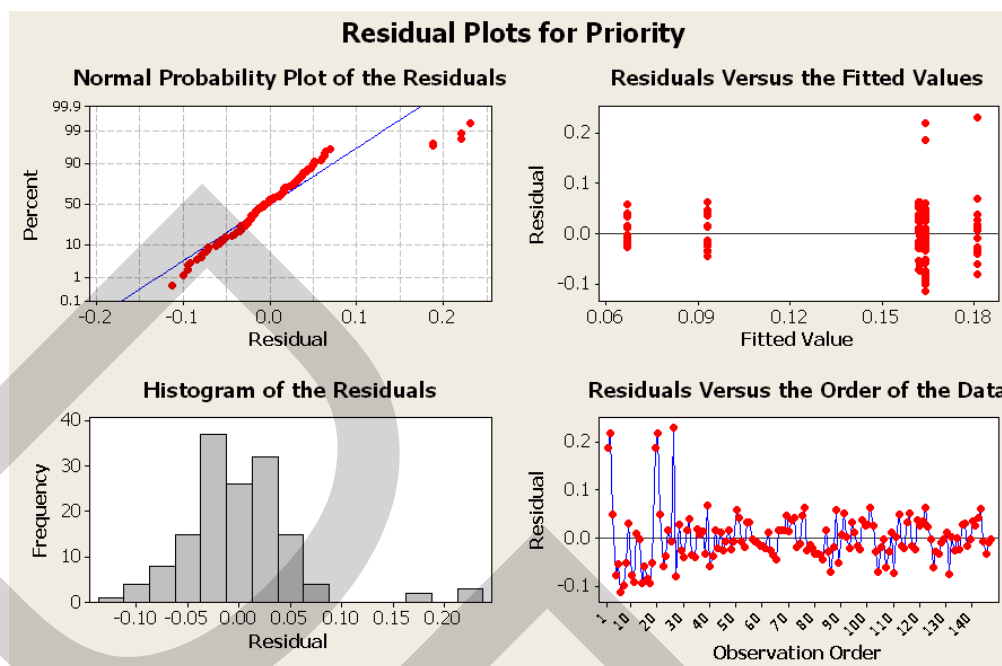 Residual Plots for Priority
Normal Probability Plot of the Residuals
99.9
99
90
50
10
1
0.1
Percent
-0.2 -0.1 0.0 0.1 0.2
Residual
Residuals Versus the Fitted Values
0.2
0.1
0.0
-0.1
Residual
0.06 0.09 0.12 0.15 0.18
Fitted Value
Histogram of the Residuals
40
30
20
10
0
Frequency
-0.10 -0.05 0.00 0.05 0.10 0.15 0.20
Residual
Residuals Versus the Order of the Data
0.2
0.1
0.0
-0.1
Residual
1 10 20 30 40 50 60 70 80 90 100 110 120 130 140
Observation Order